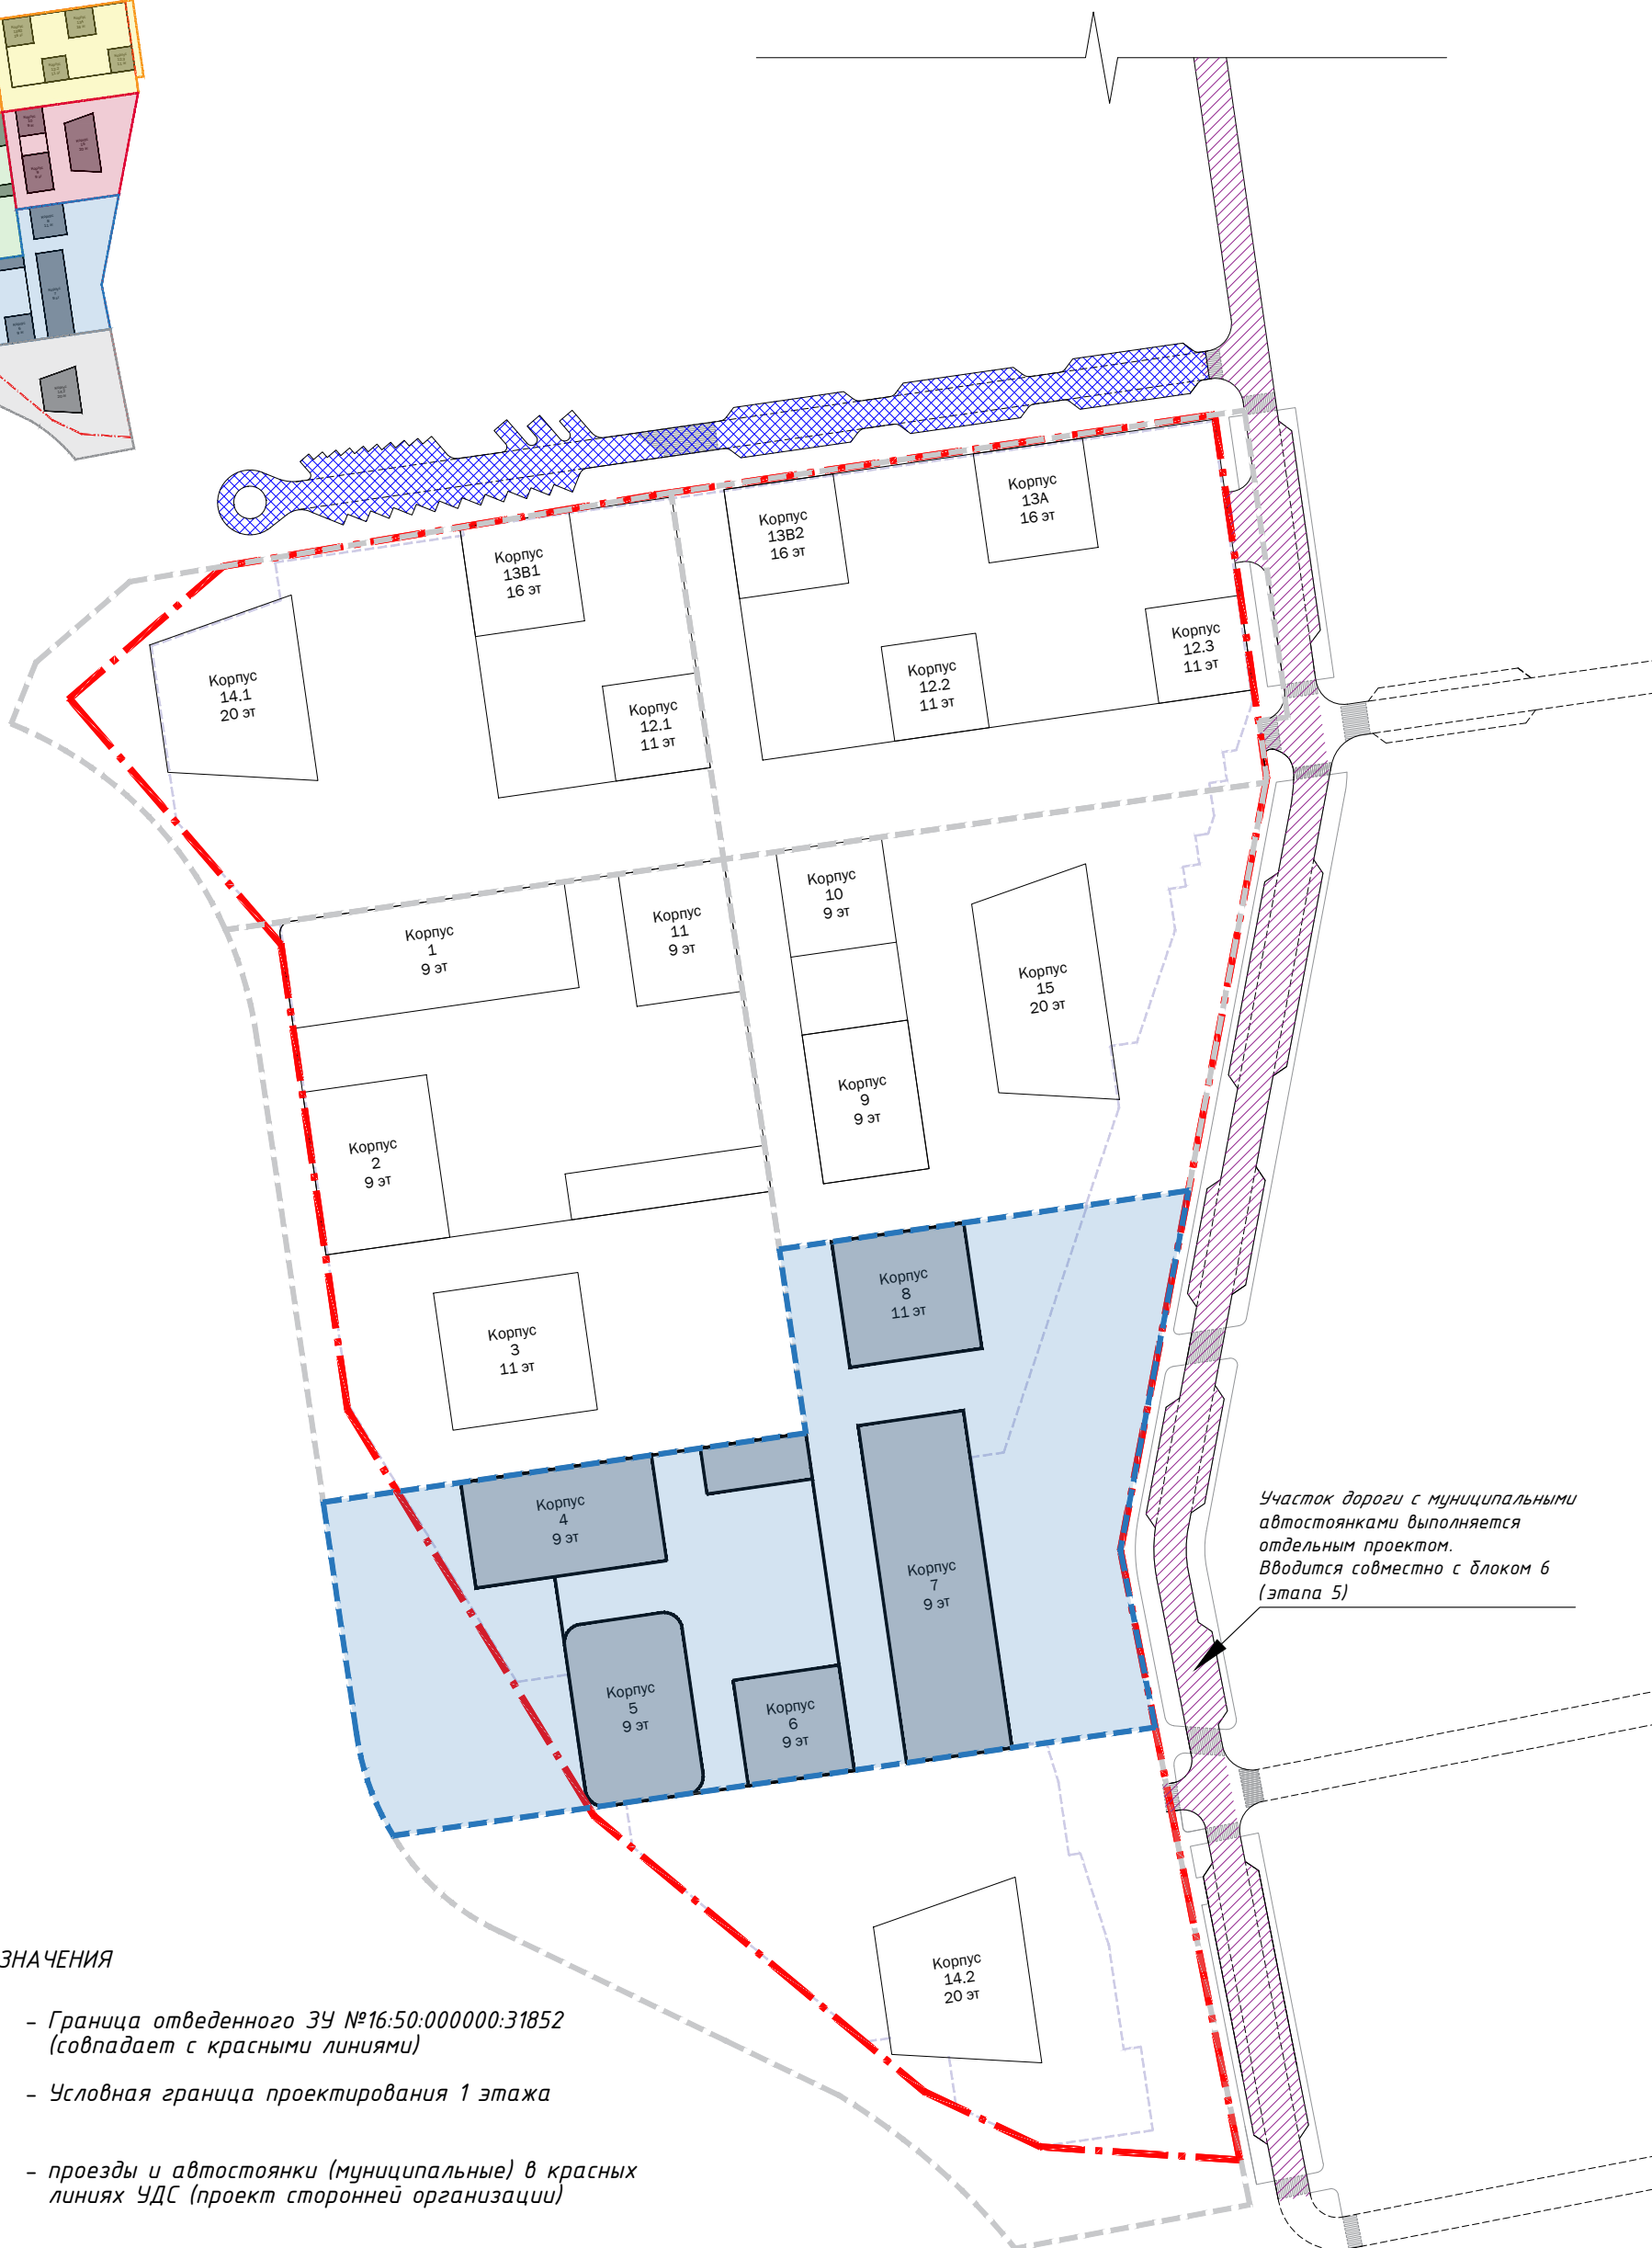 Корпус
13А
16 эт
Корпус
13В2
16 эт
Корпус
13В1
16 эт
Корпус
12.3
11 эт
Корпус
12.2
11 эт
Корпус
14.1
20 эт
Корпус
12.1
11 эт
Корпус
10
9 эт
Корпус
11
9 эт
Корпус
1
9 эт
Корпус
15
20 эт
Корпус
9
9 эт
Корпус
2
9 эт
Корпус
8
11 эт
Корпус
3
11 эт
Корпус
4
9 эт
Корпус
7
9 эт
Корпус
5
9 эт
Корпус
6
9 эт
Участок дороги с муниципальными
автостоянками выполняется
отдельным проектом.
Вводится совместно с блоком 6
(этапа 5)
Корпус
14.2
20 эт
ЗНАЧЕНИЯ
- Граница отведенного ЗУ №16:50:000000:31852
(совпадает с красными линиями)
- Условная граница проектирования 1 этажа
- проезды и автостоянки (муниципальные) в красных
линиях УДС (проект сторонней организации)